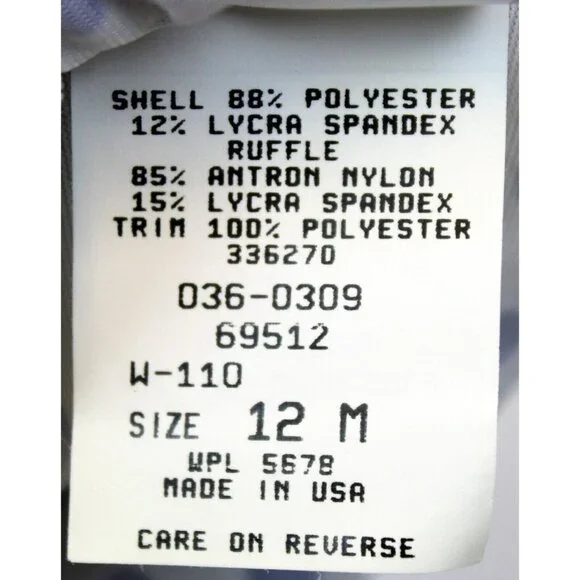 SHELL 88% POLYESTER
12% LYCRA SPANDEX
RUFFLE
85% ANTRON NYLON
15% LYCRA SPANDEX
TRIM 100% POLYESTER
336270
036-0309
69512
W-110
SIZE 12 M
WPL 5678
MADE IN USA
CARE ON REVERSE